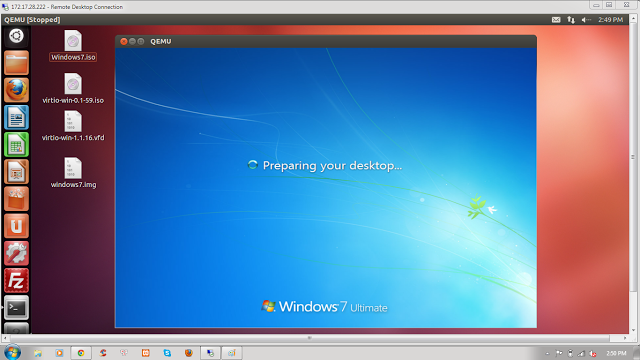 172.17.28.222 - Remote Desktop Connection
QEMU [Stopped]
2:49 PM
QEMU
Windows7.iso
virtio-win-0.1-59.iso
virtio-win-1.1.16.vfd
windows7.img
Preparing your desktop...
Windows 7 Ultimate
2:50 PM